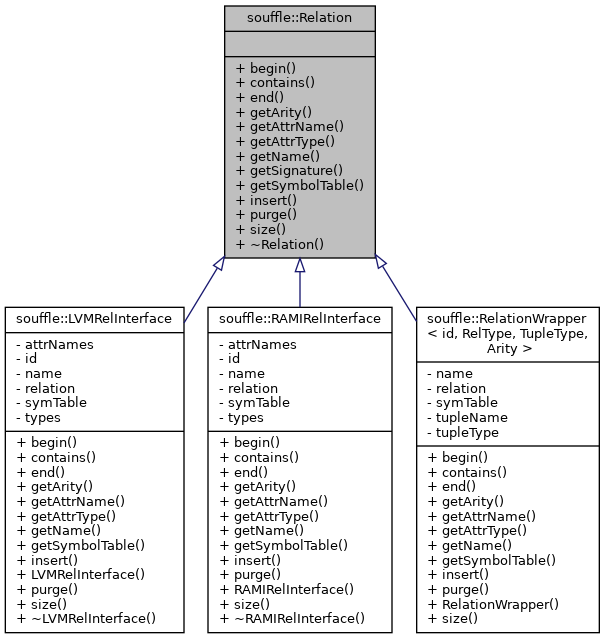 souffle::Relation
+ begin()
+ contains()
+ end()
+ getArity()
+ getAttrName()
+ getAttrType()
+ getName()
+ getSignature()
+ getSymbolTable()
+ insert()
+ purge()
+ size()
+ ~Relation()
souffle::LVMRelInterface
- attrNames
- id
- name
- relation
- symTable
- types
+ begin()
+ contains()
+ end()
+ getArity()
+ getAttrName()
+ getAttrType()
+ getName()
+ getSymbolTable()
+ insert()
+ LVMRelInterface()
+ purge()
+ size()
+ ~LVMRelInterface()
souffle::RAMIRelInterface
- attrNames
- id
- name
- relation
- symTable
- types
+ begin()
+ contains()
+ end()
+ getArity()
+ getAttrName()
+ getAttrType()
+ getName()
+ getSymbolTable()
+ insert()
+ purge()
+ RAMIRelInterface()
+ size()
+ ~RAMIRelInterface()
souffle::RelationWrapper
< id, RelType, TupleType,
Arity >
- name
- relation
- symTable
- tupleName
- tupleType
+ begin()
+ contains()
+ end()
+ getArity()
+ getAttrName()
+ getAttrType()
+ getName()
+ getSymbolTable()
+ insert()
+ purge()
+ RelationWrapper()
+ size()